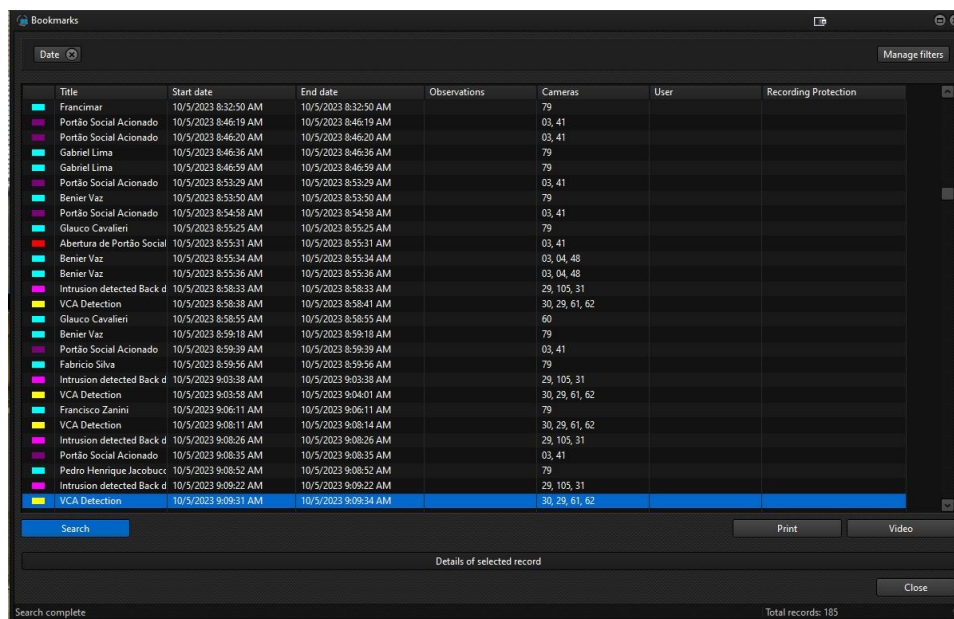 Bookmarks
Date
Manage filters
Title Start date End date Observations Cameras User Recording Protection
Francimar 10/5/2023 8:32:50 AM 10/5/2023 8:32:50 AM 79
Portão Social Acionado 10/5/2023 8:46:19 AM 10/5/2023 8:46:19 AM 03, 41
Portão Social Acionado 10/5/2023 8:46:20 AM 10/5/2023 8:46:20 AM 03, 41
Gabriel Lima 10/5/2023 8:46:36 AM 10/5/2023 8:46:36 AM 79
Gabriel Lima 10/5/2023 8:46:59 AM 10/5/2023 8:46:59 AM 79
Portão Social Acionado 10/5/2023 8:53:29 AM 10/5/2023 8:53:29 AM 03, 41
Benier Vaz 10/5/2023 8:53:50 AM 10/5/2023 8:53:50 AM 79
Portão Social Acionado 10/5/2023 8:54:58 AM 10/5/2023 8:54:58 AM 03, 41
Glauco Cavalieri 10/5/2023 8:55:25 AM 10/5/2023 8:55:25 AM 79
Abertura de Portão Social 10/5/2023 8:55:31 AM 10/5/2023 8:55:31 AM 03, 41
Benier Vaz 10/5/2023 8:55:34 AM 10/5/2023 8:55:34 AM 03, 04, 48
Benier Vaz 10/5/2023 8:55:36 AM 10/5/2023 8:55:36 AM 03, 04, 48
Intrusion detected Back d 10/5/2023 8:58:33 AM 10/5/2023 8:58:33 AM 29, 105, 31
VCA Detection 10/5/2023 8:58:38 AM 10/5/2023 8:58:41 AM 30, 29, 61, 62
Glauco Cavalieri 10/5/2023 8:58:55 AM 10/5/2023 8:58:55 AM 60
Benier Vaz 10/5/2023 8:59:18 AM 10/5/2023 8:59:18 AM 79
Portão Social Acionado 10/5/2023 8:59:39 AM 10/5/2023 8:59:39 AM 03, 41
Fabricio Silva 10/5/2023 8:59:56 AM 10/5/2023 8:59:56 AM 79
Intrusion detected Back d 10/5/2023 9:03:38 AM 10/5/2023 9:03:38 AM 29, 105, 31
VCA Detection 10/5/2023 9:03:58 AM 10/5/2023 9:04:01 AM 30, 29, 61, 62
Francisco Zanini 10/5/2023 9:06:11 AM 10/5/2023 9:06:11 AM 79
VCA Detection 10/5/2023 9:08:11 AM 10/5/2023 9:08:14 AM 30, 29, 61, 62
Intrusion detected Back d 10/5/2023 9:08:26 AM 10/5/2023 9:08:26 AM 29, 105, 31
Portão Social Acionado 10/5/2023 9:08:35 AM 10/5/2023 9:08:35 AM 03, 41
Pedro Henrique Jacobucc 10/5/2023 9:08:52 AM 10/5/2023 9:08:52 AM 79
Intrusion detected Back d 10/5/2023 9:09:22 AM 10/5/2023 9:09:22 AM 29, 105, 31
VCA Detection 10/5/2023 9:09:31 AM 10/5/2023 9:09:34 AM 30, 29, 61, 62
Search Print Video
Details of selected record
Close
Search complete Total records: 185